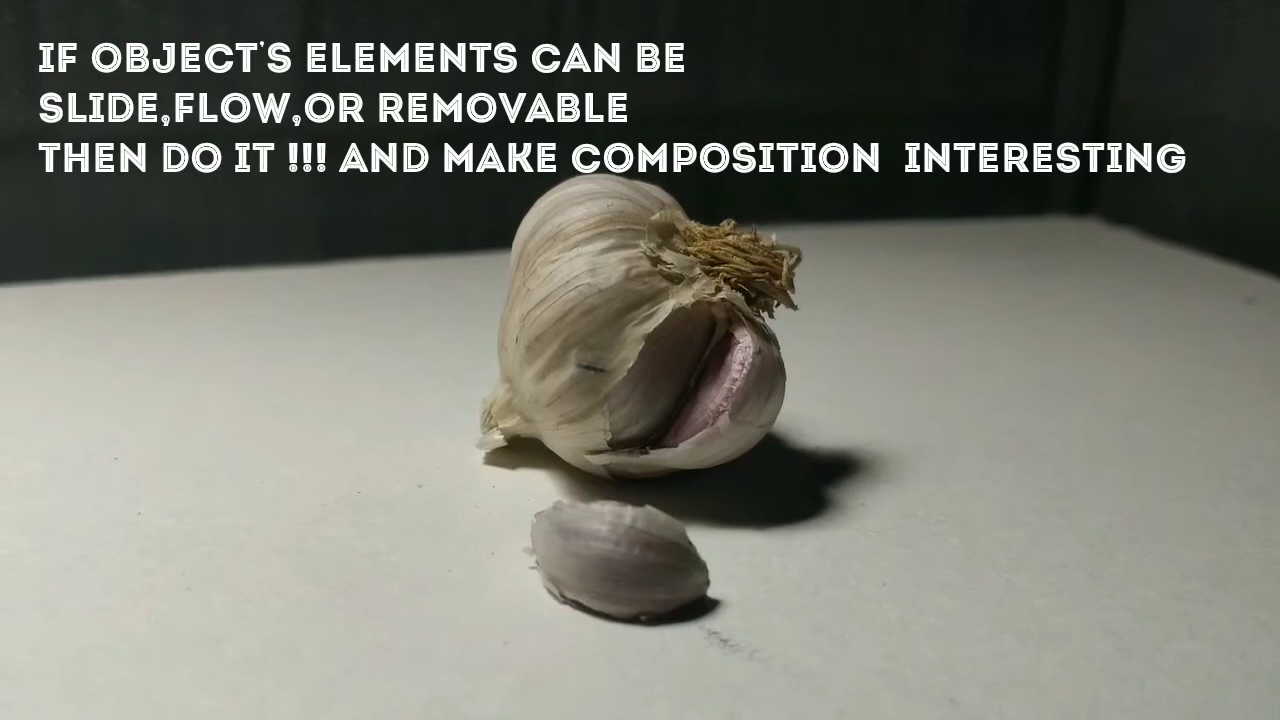 IF OBJECT'S ELEMENTS CAN BE
SLIDE,FLOW,OR REMOVABLE
THEN DO IT !!! AND MAKE COMPOSITION INTERESTING